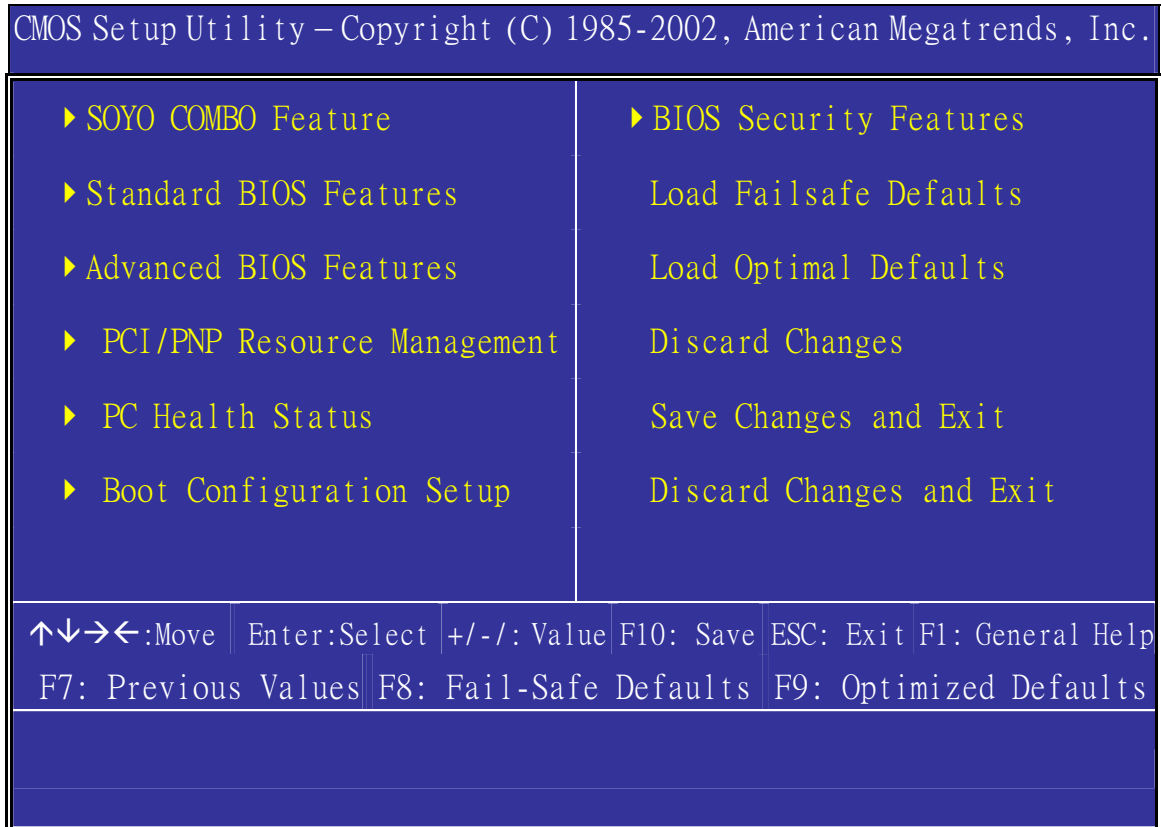 CMOS Setup Utility – Copyright (C) 1985-2002, American Megatrends, Inc.
SOYO COMBO Feature
Standard BIOS Features
Advanced BIOS Features
PCI/PNP Resource Management
PC Health Status
Boot Configuration Setup
BIOS Security Features
Load Failsafe Defaults
Load Optimal Defaults
Discard Changes
Save Changes and Exit
Discard Changes and Exit
↑↓→←:Move Enter:Select +/-/: Value F10: Save ESC: Exit F1: General Help
F7: Previous Values F8: Fail-Safe Defaults F9: Optimized Defaults